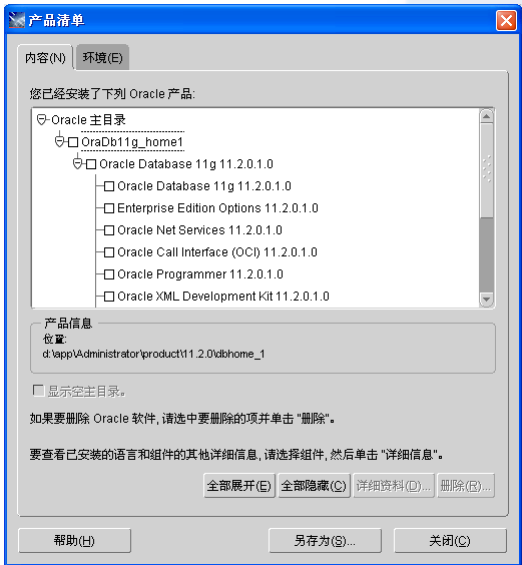 产品清单
内容(N) 环境(E)
您已经安装了下列 Oracle 产品:
Oracle 主目录
OraDb11g_home1
Oracle Database 11g 11.2.0.1.0
Oracle Database 11g 11.2.0.1.0
Enterprise Edition Options 11.2.0.1.0
Oracle Net Services 11.2.0.1.0
Oracle Call Interface (OCI) 11.2.0.1.0
Oracle Programmer 11.2.0.1.0
Oracle XML Development Kit 11.2.0.1.0
产品信息
位置:
d:\app\Administrator\product\11.2.0\dbhome_1
显示空主目录。
如果要删除 Oracle 软件, 请选中要删除的项并单击 "删除"。
要查看已安装的语言和组件的其他详细信息, 请选择组件, 然后单击 "详细信息"。
全部展开(E) 全部隐藏(C) 详细资料(D)... 删除(R)...
帮助(H) 另存为(S)... 关闭(C)